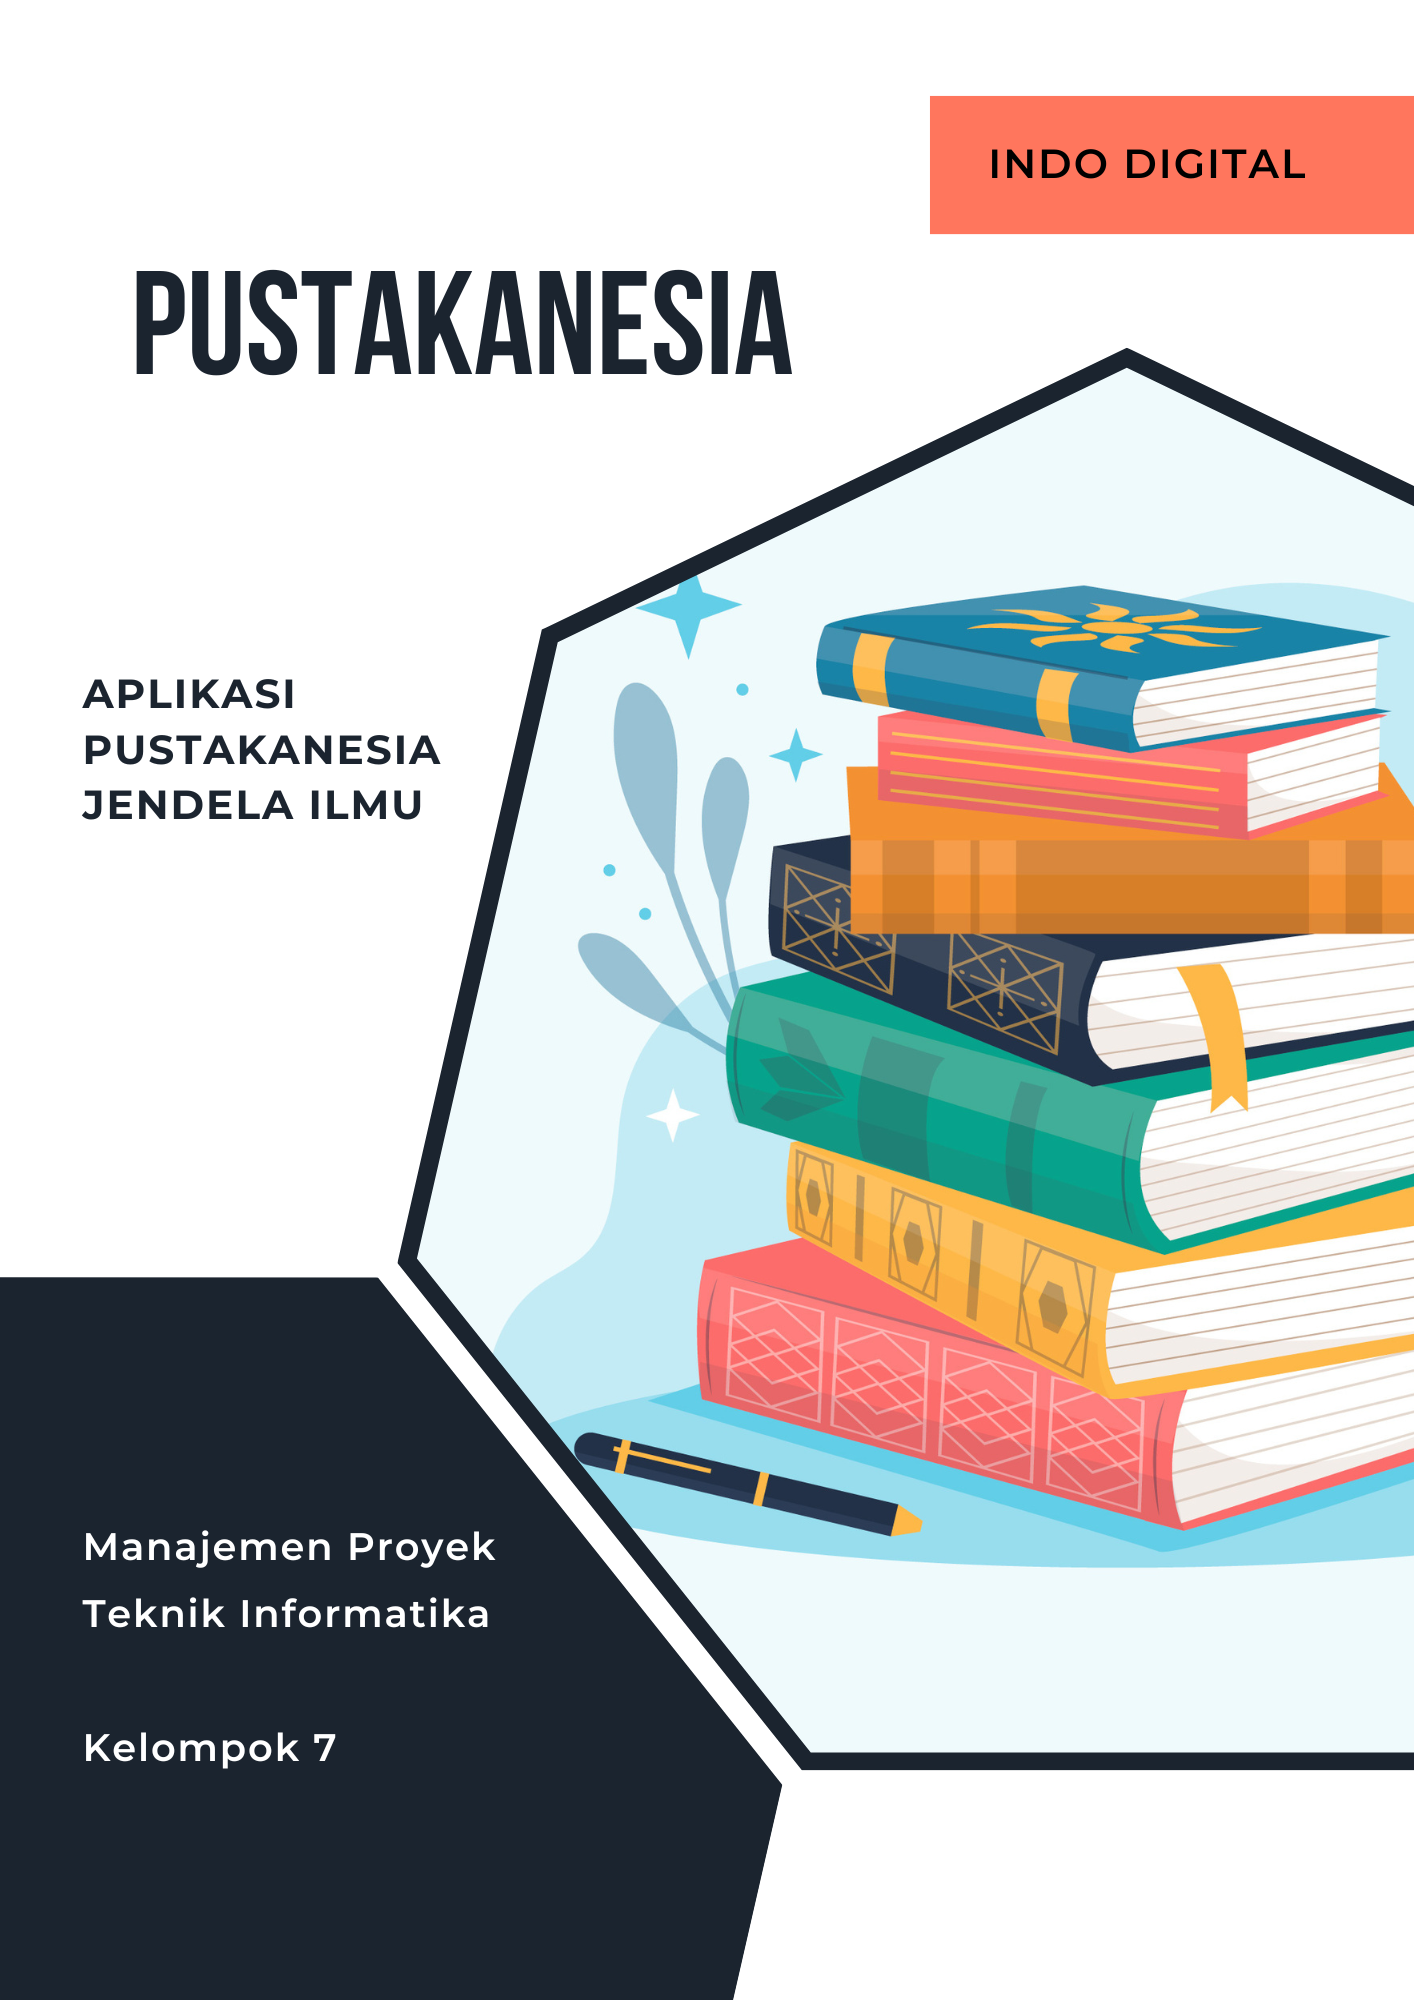 INDO DIGITAL
PUSTAKANESIA
APLIKASI
PUSTAKANESIA
JENDELA ILMU
Manajemen Proyek
Teknik Informatika
Kelompok 7